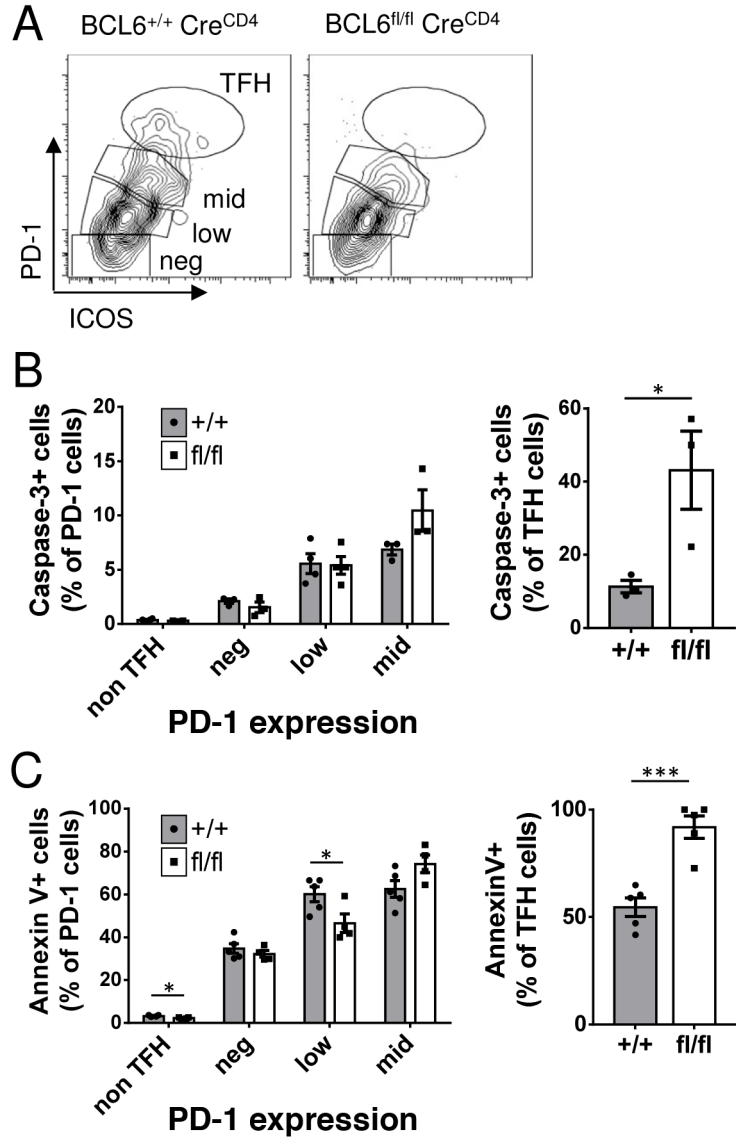 A
BCL6+/+ CreCD4
BCL6fl/fl CreCD4
TFH
mid
low
neg
PD-1
ICOS
B
Caspase-3+ cells
(% of PD-1 cells)
20
15
10
5
0
+/+
fl/fl
non TFH
neg
low
mid
PD-1 expression
Caspase-3+ cells
(% of TFH cells)
60
40
20
0
*
+/+
fl/fl
C
Annexin V+ cells
(% of PD-1 cells)
100
80
60
40
20
0
+/+
fl/fl
*
*
non TFH
neg
low
mid
PD-1 expression
AnnexinV+
(% of TFH cells)
100
50
0
***
+/+
fl/fl